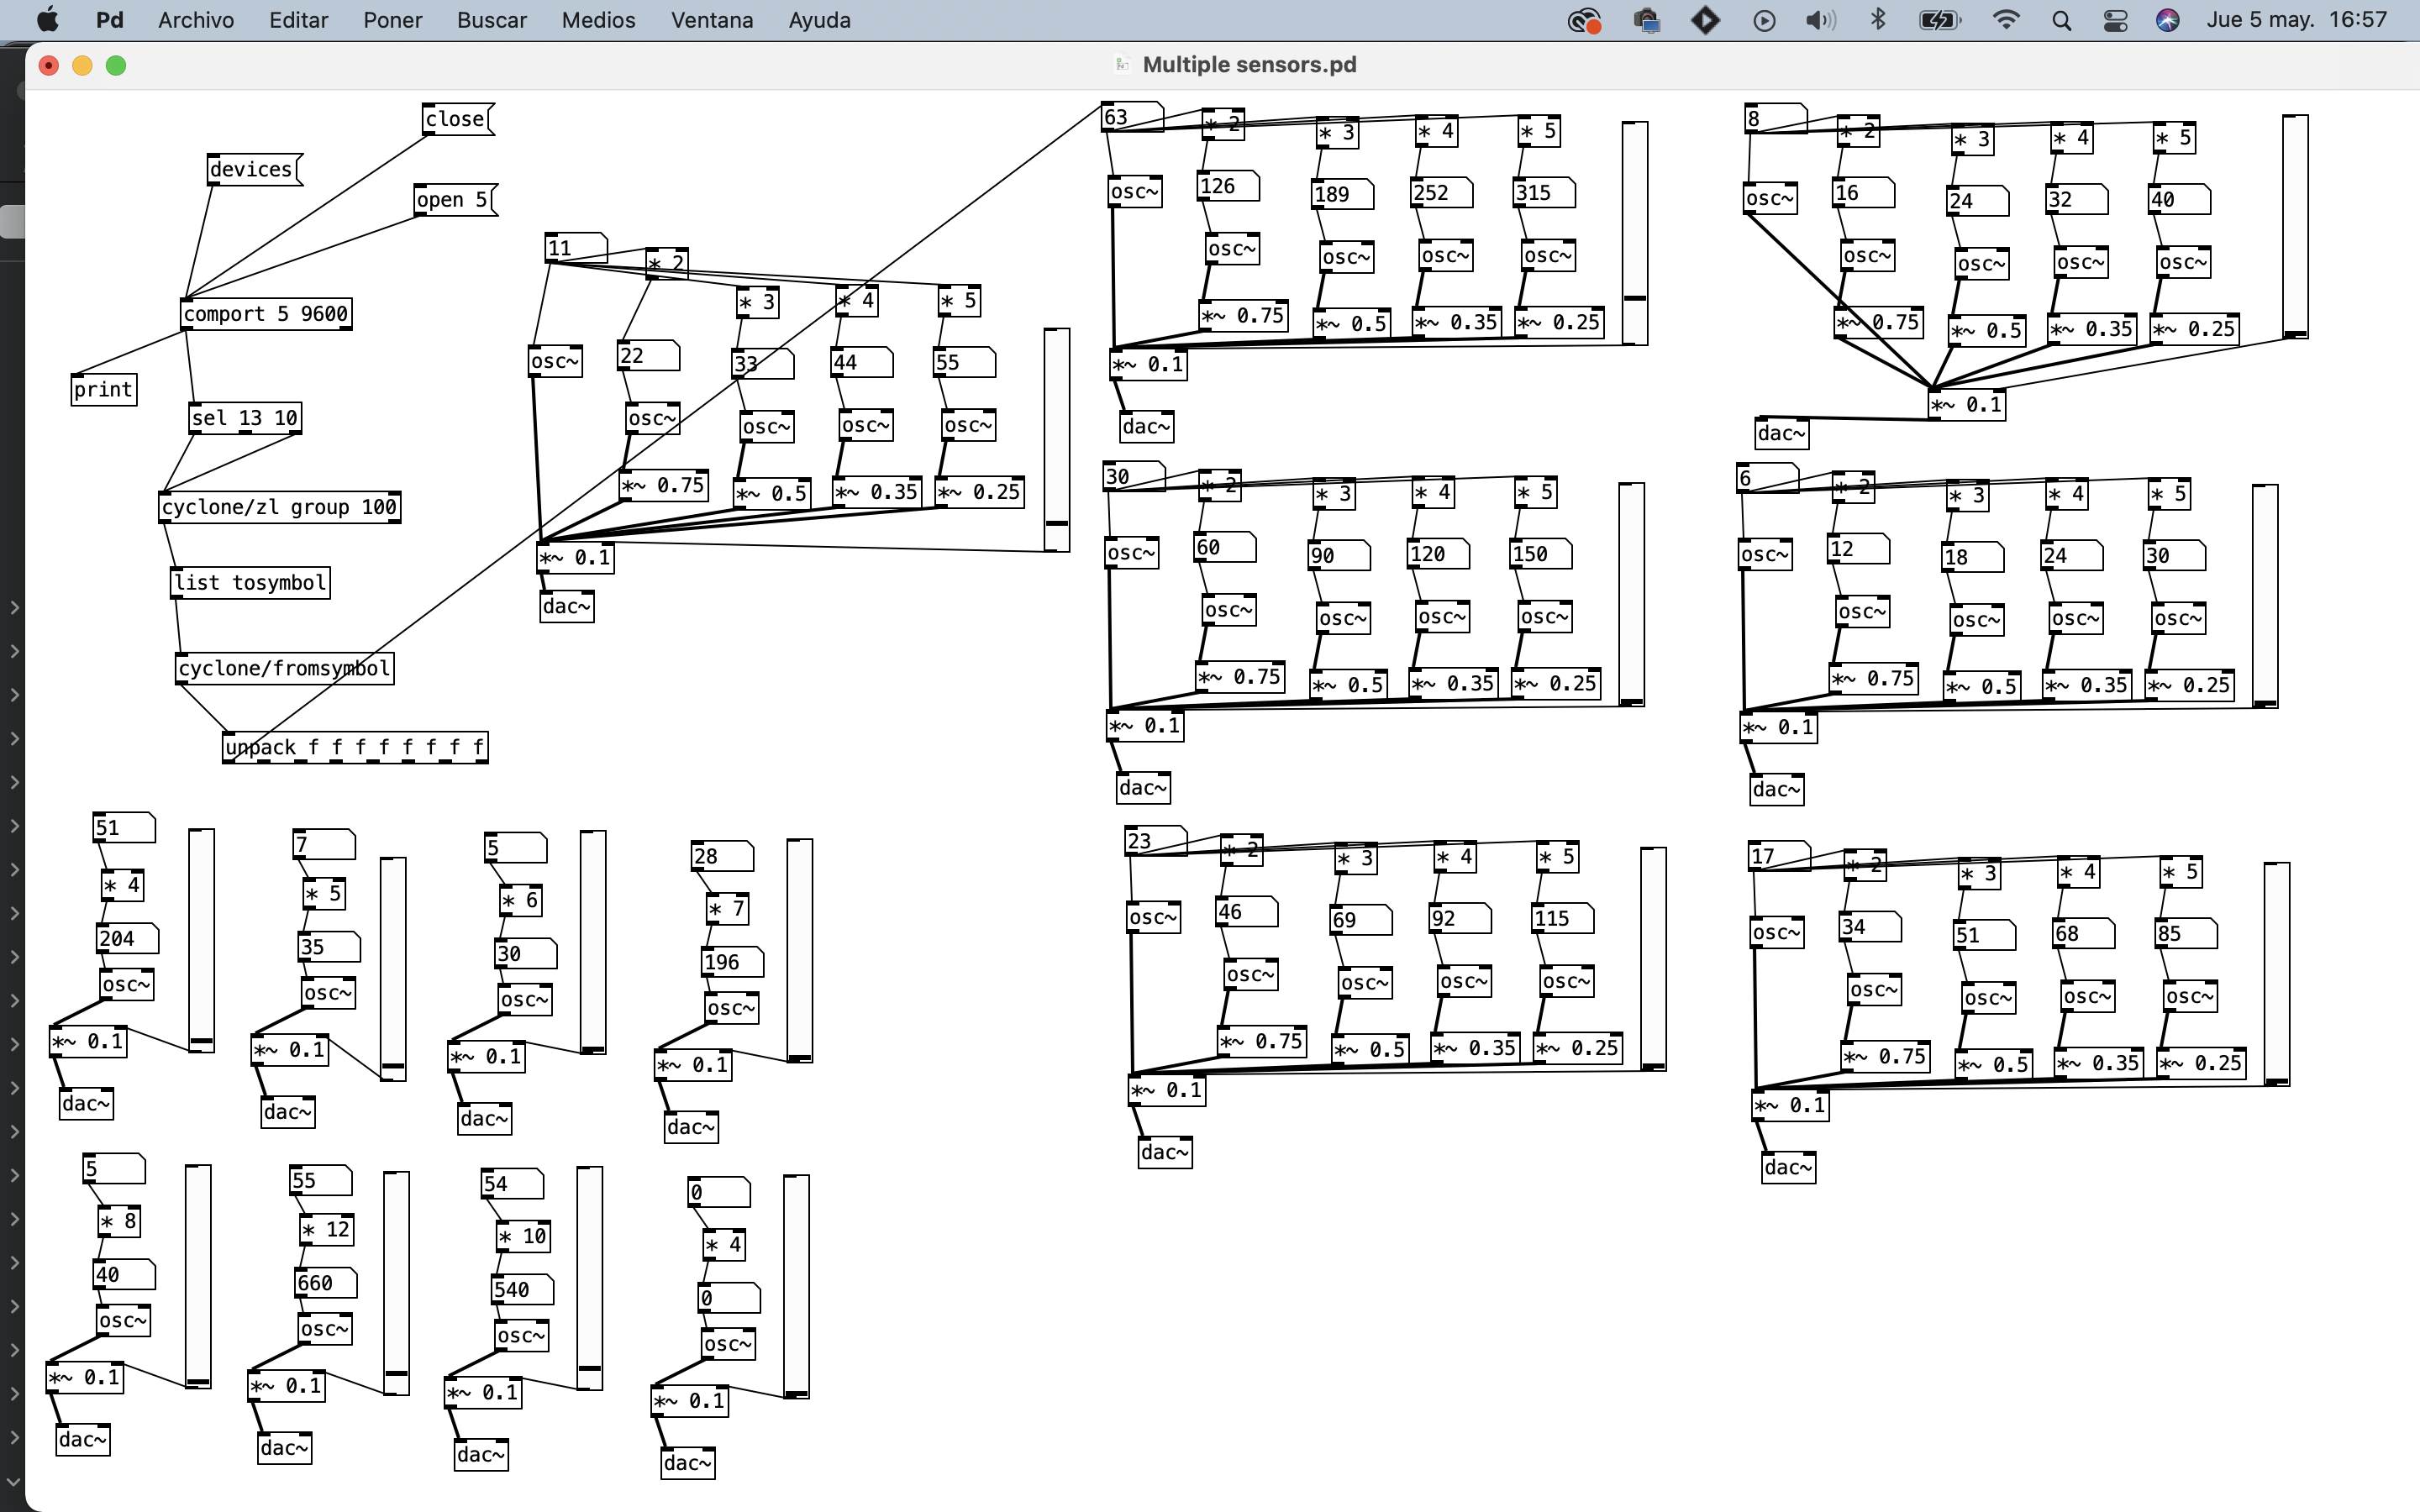 Pd Archivo Editar Poner Buscar Medios Ventana Ayuda Jue 5 may. 16:57
Multiple sensors.pd
close
devices
open 5
comport 5 9600
print
sel 13 10
cyclone/zl group 100
list tosymbol
cyclone/fromsymbol
unpack f f f f f f f f
11
* 2
* 3 * 4 * 5
osc~ 22 33 44 55
osc~ osc~ osc~ osc~
*~ 0.75 *~ 0.5 *~ 0.35 *~ 0.25
*~ 0.1
dac~
63 * 2 * 3 * 4 * 5
osc~ 126 189 252 315
osc~ osc~ osc~ osc~
*~ 0.75 *~ 0.5 *~ 0.35 *~ 0.25
*~ 0.1
dac~
8 * 2 * 3 * 4 * 5
osc~ 16 24 32 40
osc~ osc~ osc~ osc~
*~ 0.75 *~ 0.5 *~ 0.35 *~ 0.25
*~ 0.1
dac~
30 * 2 * 3 * 4 * 5
osc~ 60 90 120 150
osc~ osc~ osc~ osc~
*~ 0.75 *~ 0.5 *~ 0.35 *~ 0.25
*~ 0.1
dac~
6 * 2 * 3 * 4 * 5
osc~ 12 18 24 30
osc~ osc~ osc~ osc~
*~ 0.75 *~ 0.5 *~ 0.35 *~ 0.25
*~ 0.1
dac~
23 * 2 * 3 * 4 * 5
osc~ 46 69 92 115
osc~ osc~ osc~ osc~
*~ 0.75 *~ 0.5 *~ 0.35 *~ 0.25
*~ 0.1
dac~
17 * 2 * 3 * 4 * 5
osc~ 34 51 68 85
osc~ osc~ osc~ osc~
*~ 0.75 *~ 0.5 *~ 0.35 *~ 0.25
*~ 0.1
dac~
51 7 5 28
* 4 * 5 * 6 * 7
204 35 30 196
osc~ osc~ osc~ osc~
*~ 0.1 *~ 0.1 *~ 0.1 *~ 0.1
dac~ dac~ dac~ dac~
5 55 54 0
* 8 * 12 * 10 * 4
40 660 540 0
osc~ osc~ osc~ osc~
*~ 0.1 *~ 0.1 *~ 0.1 *~ 0.1
dac~ dac~ dac~ dac~